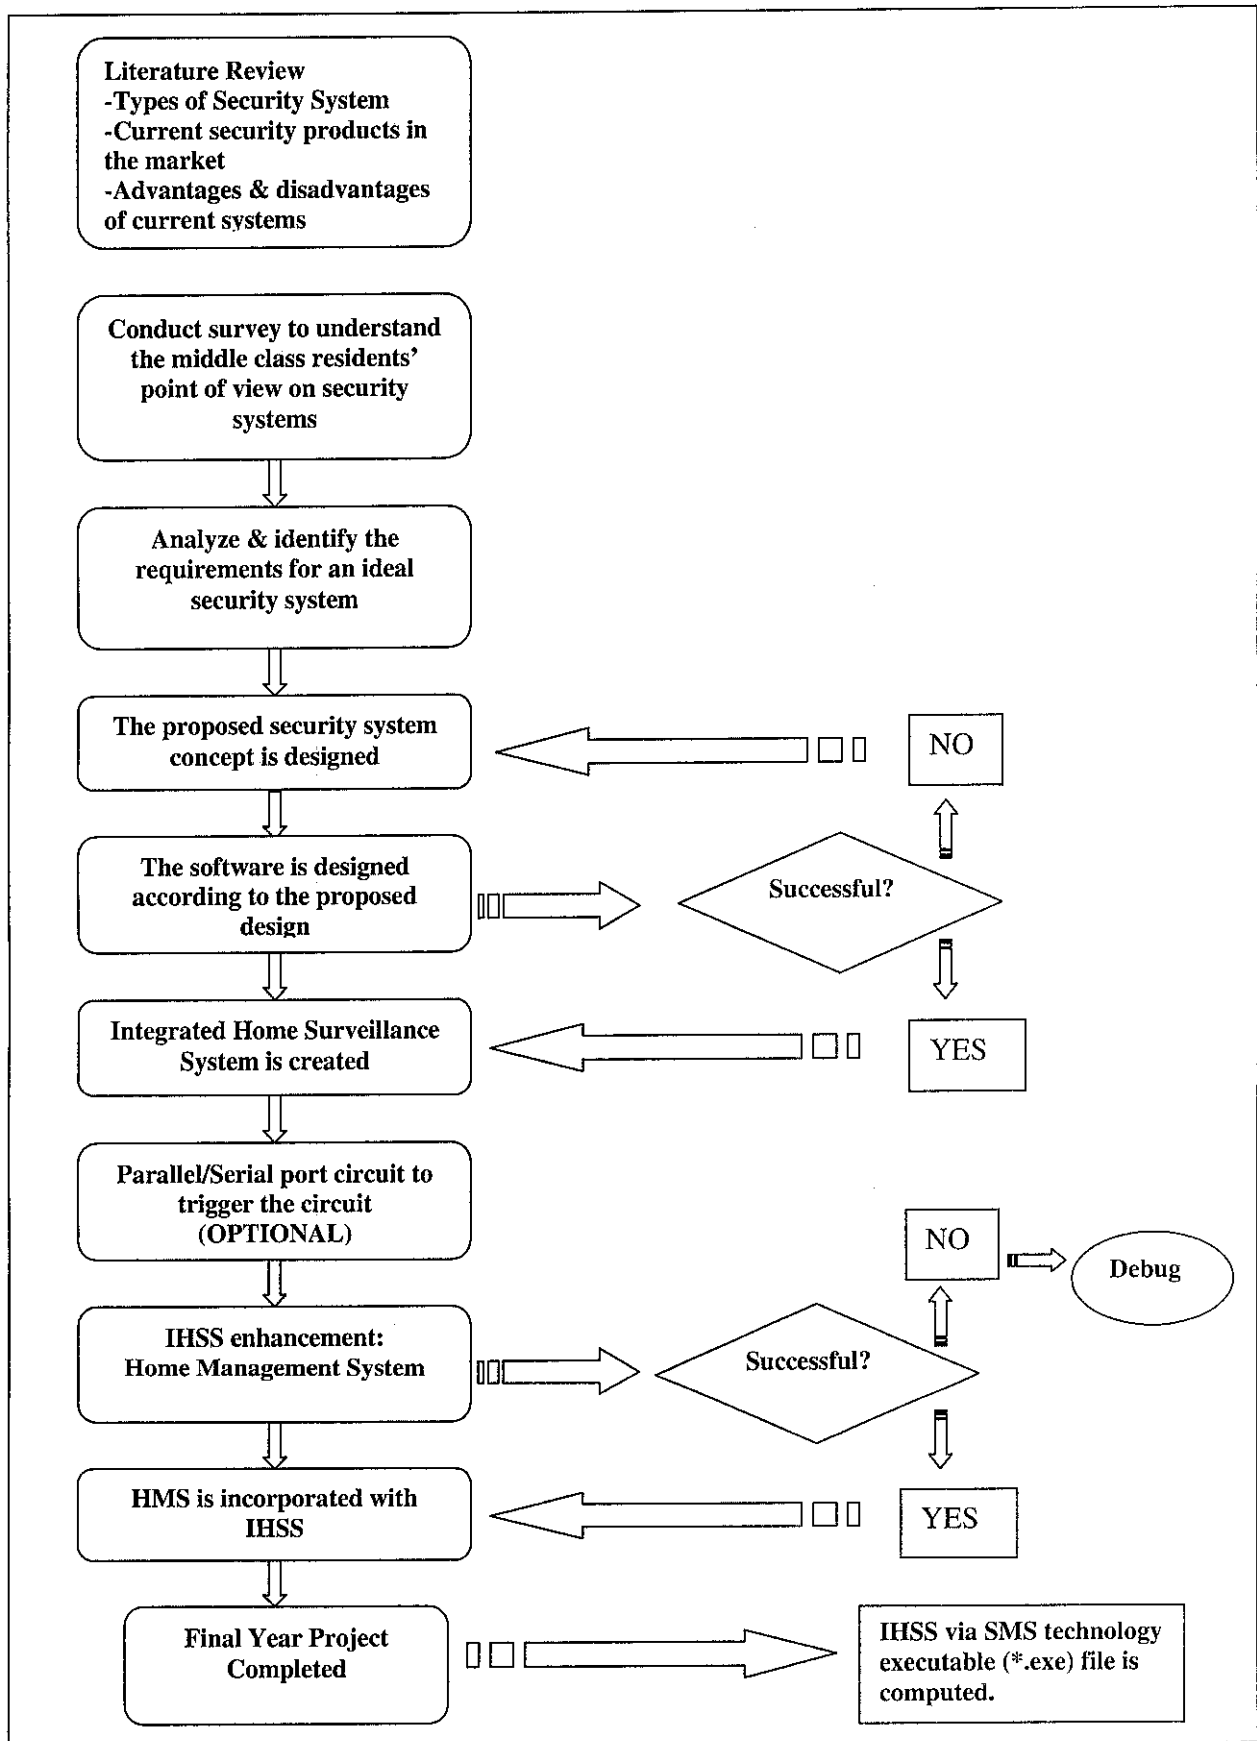 Literature Review
-Types of Security System
-Current security products in
the market
-Advantages & disadvantages
of current systems
Conduct survey to understand
the middle class residents'
point of view on security
systems
Analyze & identify the
requirements for an ideal
security system
The proposed security system
concept is designed
NO
The software is designed
according to the proposed
design
Successful?
Integrated Home Surveillance
System is created
YES
Parallel/Serial port circuit to
trigger the circuit
(OPTIONAL)
NO
Debug
IHSS enhancement:
Home Management System
Successful?
HMS is incorporated with
IHSS
YES
Final Year Project
Completed
IHSS via SMS technology
executable (*.exe) file is
computed.